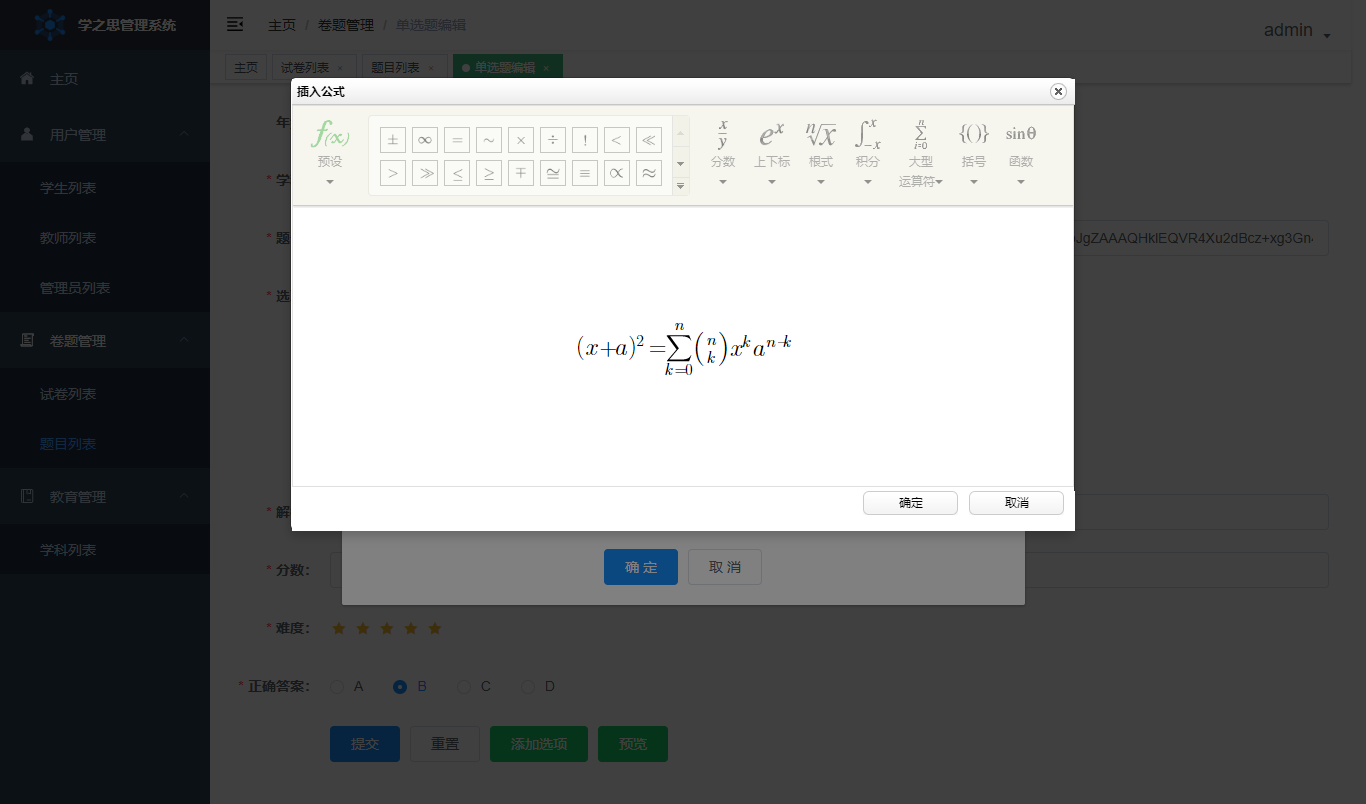 学之思管理系统
主页 / 卷题管理 / 单选题编辑
admin
主页
用户管理
学生列表
教师列表
管理员列表
卷题管理
试卷列表
题目列表
教育管理
学科列表
主页 试卷列表 × 题目列表 × 单选题编辑 ×
插入公式
年
* 学
* 题
JgZAAAQHklEQVR4Xu2dBcz+xg3Gn
* 选
* 解
f(x) 预设
± ∞ = ~ × ÷ ! < ≪
> ≫ ≤ ≥ ∓ ≅ ≡ ∝ ≈
x/y 分数
e^x 上下标
ⁿ√x 根式
∫_{-x}^{x} 积分
∑_{i=0}^{n} 大型 运算符
{()} 括号
sinθ 函数
(x+a)^2=∑_{k=0}^{n}(n k)x^k a^{n-k}
确定 取消
确 定 取 消
* 分数：
* 难度：
* 正确答案： A B C D
提交 重置 添加选项 预览